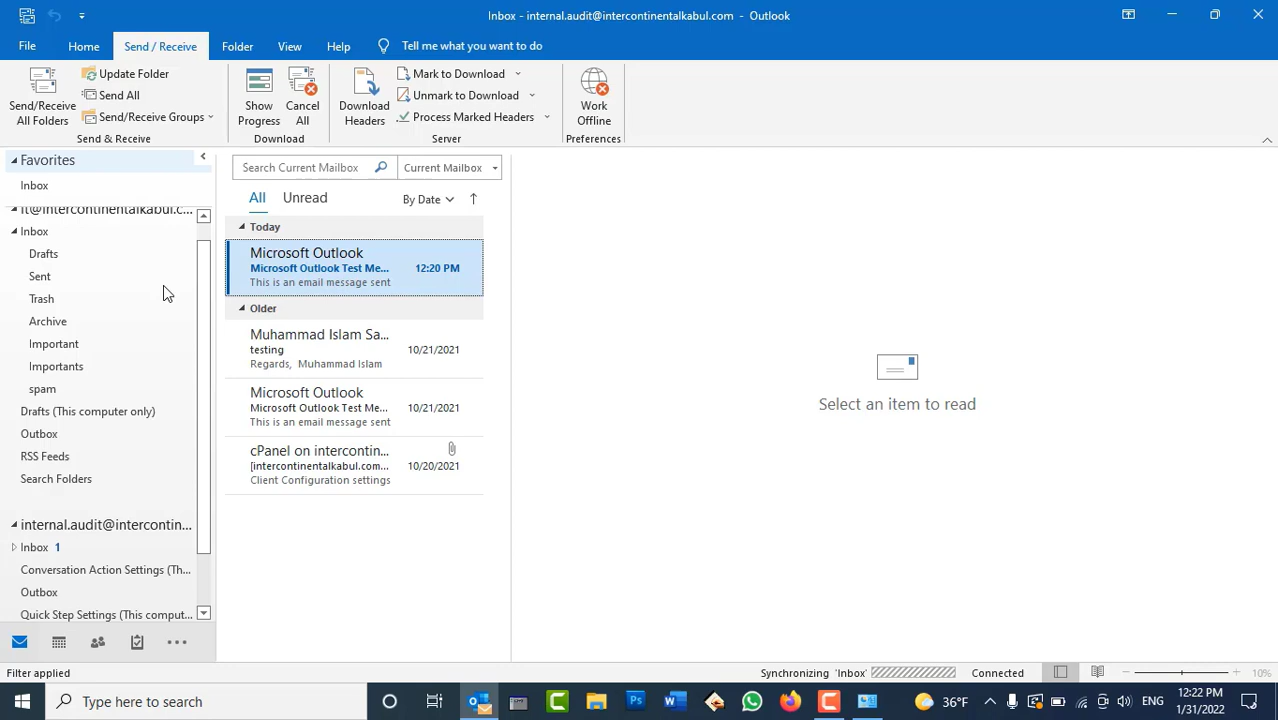 Inbox - internal.audit@intercontinentalkabul.com - Outlook
File Home Send / Receive Folder View Help Tell me what you want to do
Send/Receive All Folders
Update Folder
Send All
Send/Receive Groups
Send & Receive
Show Progress
Cancel All
Download
Download Headers
Mark to Download
Unmark to Download
Process Marked Headers
Server
Work Offline
Preferences
Favorites
Inbox
it@intercontinentalkabul.c...
Inbox
Drafts
Sent
Trash
Archive
Important
Importants
spam
Drafts (This computer only)
Outbox
RSS Feeds
Search Folders
internal.audit@intercontin...
Inbox 1
Conversation Action Settings (Th...
Outbox
Quick Step Settings (This comput...
Search Current Mailbox Current Mailbox
All Unread By Date
Today
Microsoft Outlook
Microsoft Outlook Test Me... 12:20 PM
This is an email message sent
Older
Muhammad Islam Sa...
testing 10/21/2021
Regards, Muhammad Islam
Microsoft Outlook
Microsoft Outlook Test Me... 10/21/2021
This is an email message sent
cPanel on intercontin...
[intercontinentalkabul.com... 10/20/2021
Client Configuration settings
Select an item to read
Filter applied Synchronizing 'Inbox' Connected 10%
Type here to search Ps 36°F ENG
12:22 PM
1/31/2022